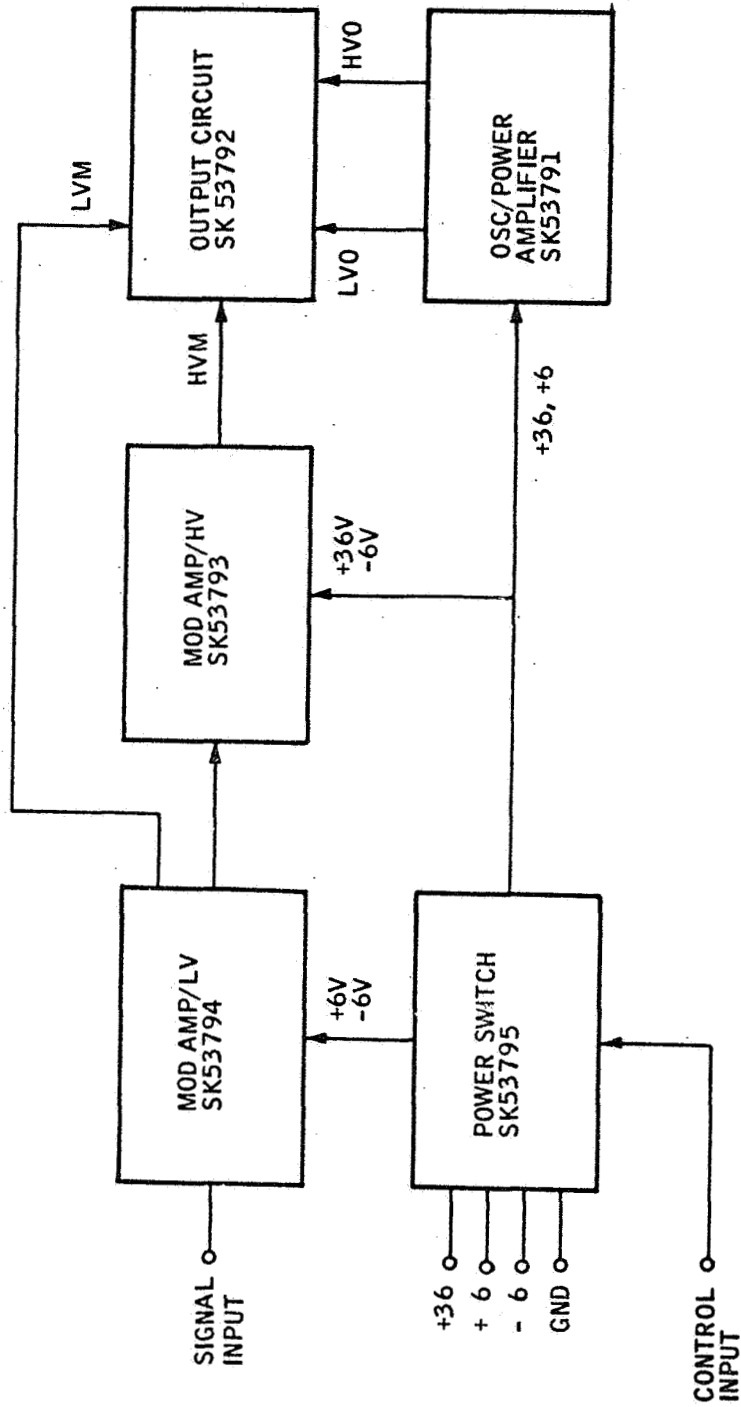 SIGNAL
INPUT
MOD AMP/LV
SK53794
MOD AMP/HV
SK53793
HVM
LVM
OUTPUT CIRCUIT
SK 53792
+6V
-6V
+36V
-6V
LVO
HVO
+36
+ 6
- 6
GND
POWER SWITCH
SK53795
+36, +6
OSC/POWER
AMPLIFIER
SK53791
CONTROL
INPUT